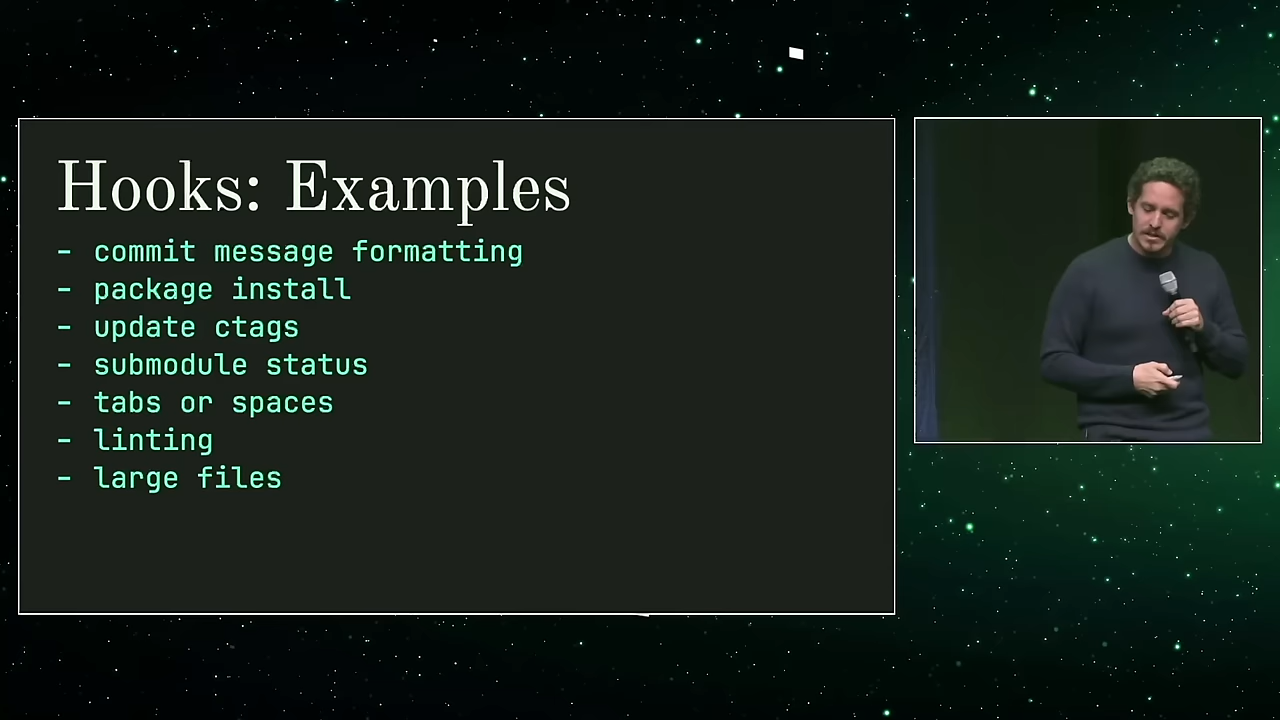 Hooks: Examples
- commit message formatting
- package install
- update ctags
- submodule status
- tabs or spaces
- linting
- large files